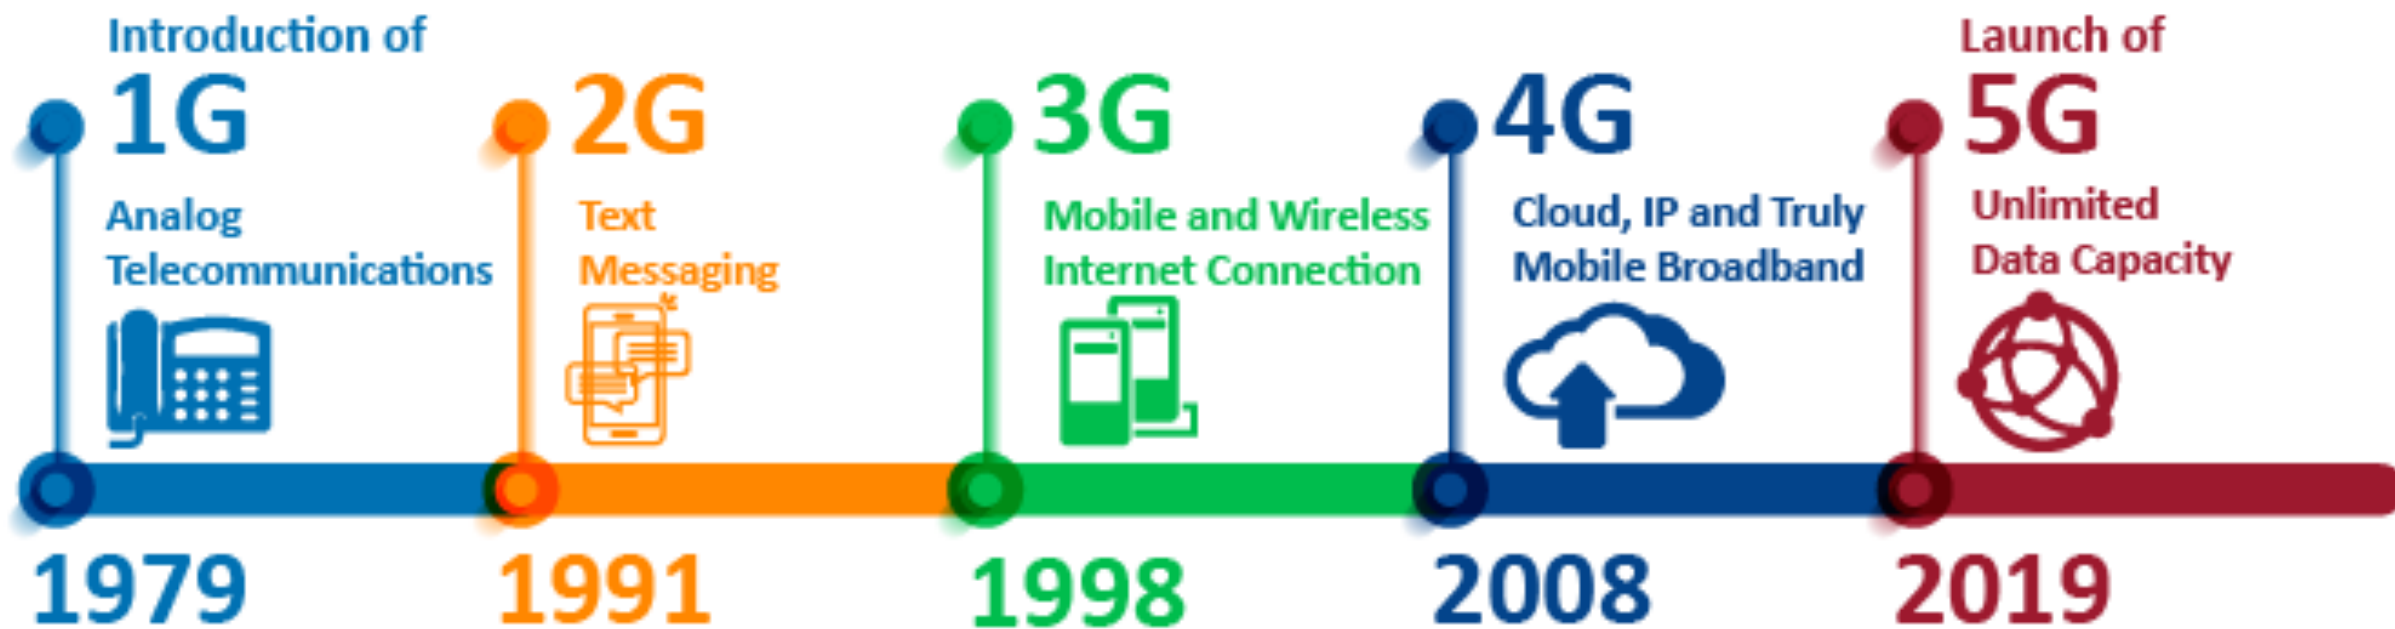 Introduction of
1G
Analog
Telecommunications
1979
2G
Text
Messaging
1991
3G
Mobile and Wireless
Internet Connection
1998
4G
Cloud, IP and Truly
Mobile Broadband
2008
Launch of
5G
Unlimited
Data Capacity
2019